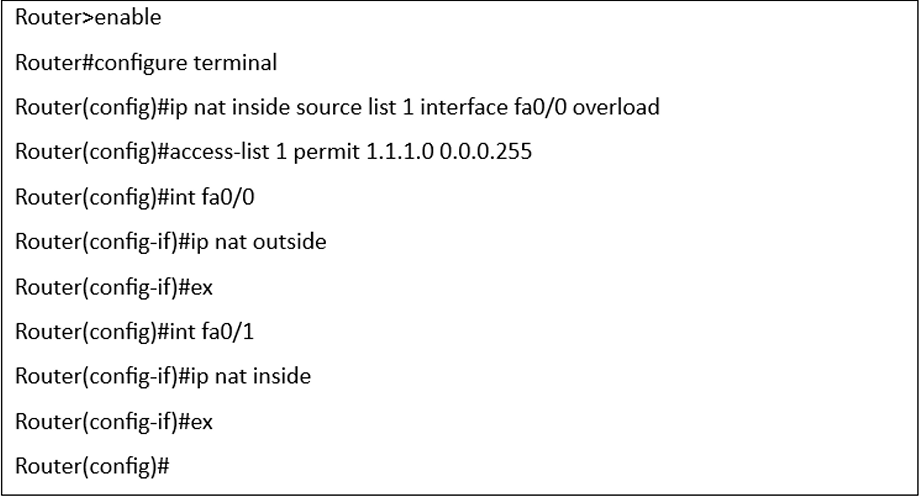 Router>enable
Router#configure terminal
Router(config)#ip nat inside source list 1 interface fa0/0 overload
Router(config)#access-list 1 permit 1.1.1.0 0.0.0.255
Router(config)#int fa0/0
Router(config-if)#ip nat outside
Router(config-if)#ex
Router(config)#int fa0/1
Router(config-if)#ip nat inside
Router(config-if)#ex
Router(config)#